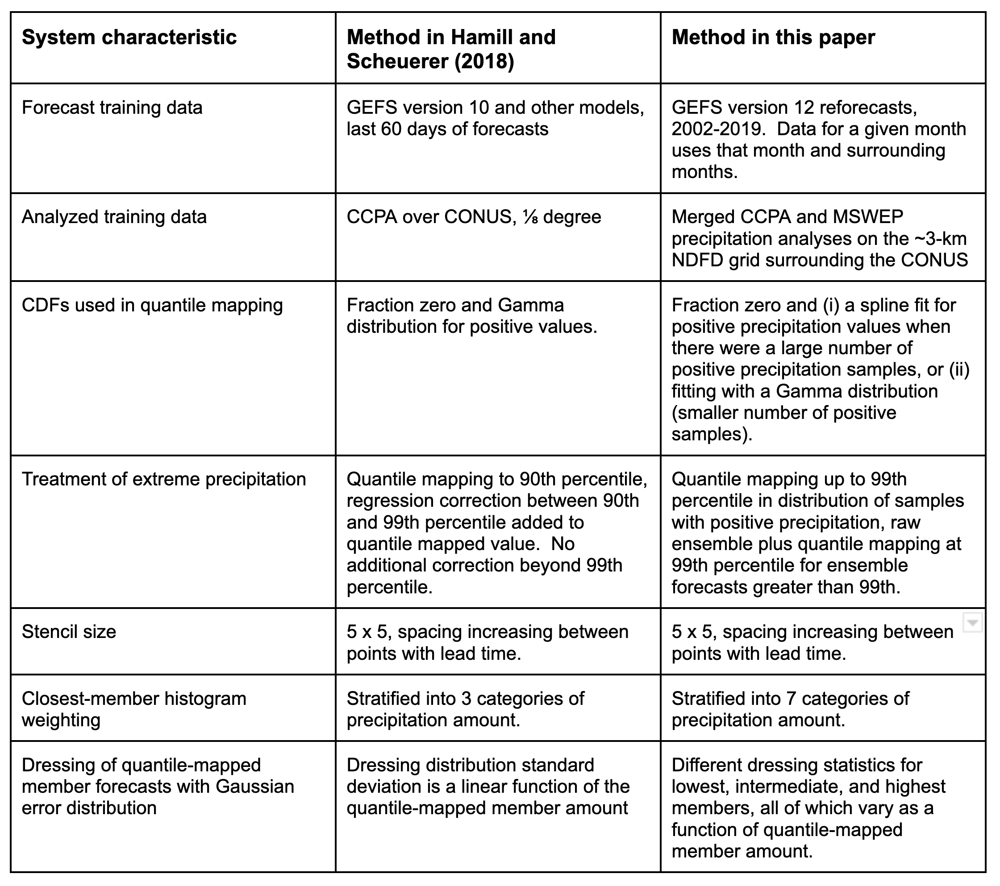 System characteristic
Method in Hamill and
Scheuerer (2018)
Method in this paper
Forecast training data
GEFS version 10 and other models,
last 60 days of forecasts
GEFS version 12 reforecasts,
2002-2019.  Data for a given month
uses that month and surrounding
months.
Analyzed training data
CCPA over CONUS, ⅛ degree
Merged CCPA and MSWEP
precipitation analyses on the ~3-km
NDFD grid surrounding the CONUS
CDFs used in quantile mapping
Fraction zero and Gamma
distribution for positive values.
Fraction zero and (i) a spline fit for
positive precipitation values when
there were a large number of
positive precipitation samples, or (ii)
fitting with a Gamma distribution
(smaller number of positive
samples).
Treatment of extreme precipitation
Quantile mapping to 90th percentile,
regression correction between 90th
and 99th percentile added to
quantile mapped value.  No
additional correction beyond 99th
percentile.
Quantile mapping up to 99th
percentile in distribution of samples
with positive precipitation, raw
ensemble plus quantile mapping at
99th percentile for ensemble
forecasts greater than 99th.
Stencil size
5 x 5, spacing increasing between
points with lead time.
5 x 5, spacing increasing between
points with lead time.
Closest-member histogram
weighting
Stratified into 3 categories of
precipitation amount.
Stratified into 7 categories of
precipitation amount.
Dressing of quantile-mapped
member forecasts with Gaussian
error distribution
Dressing distribution standard
deviation is a linear function of the
quantile-mapped member amount
Different dressing statistics for
lowest, intermediate, and highest
members, all of which vary as a
function of quantile-mapped
member amount.